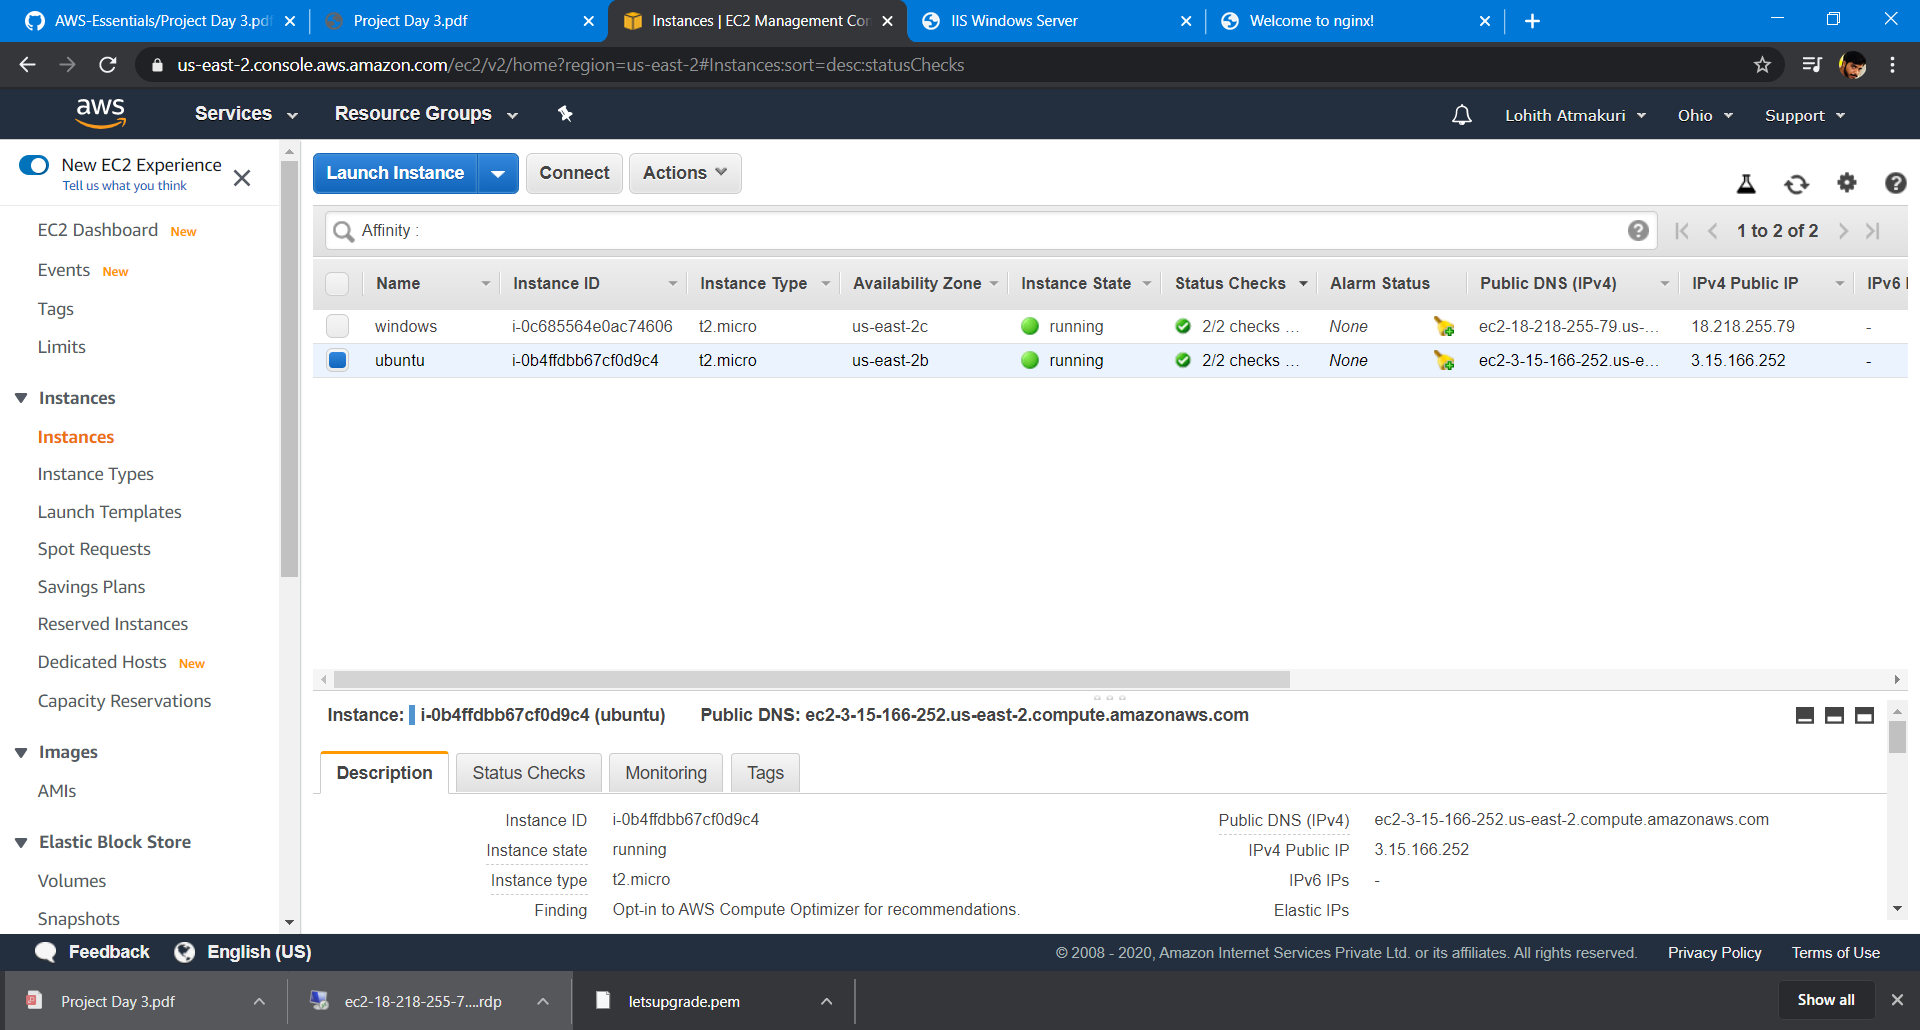 AWS-Essentials/Project Day 3.pdf
Project Day 3.pdf
Instances | EC2 Management Con
IIS Windows Server
Welcome to nginx!
us-east-2.console.aws.amazon.com/ec2/v2/home?region=us-east-2#Instances:sort=desc:statusChecks
aws
Services
Resource Groups
Lohith Atmakuri
Ohio
Support
New EC2 Experience
Tell us what you think
EC2 Dashboard New
Events New
Tags
Limits
Instances
Instances
Instance Types
Launch Templates
Spot Requests
Savings Plans
Reserved Instances
Dedicated Hosts New
Capacity Reservations
Images
AMIs
Elastic Block Store
Volumes
Snapshots
Launch Instance
Connect
Actions
Affinity :
1 to 2 of 2
Name Instance ID Instance Type Availability Zone Instance State Status Checks Alarm Status Public DNS (IPv4) IPv4 Public IP IPv6 I
windows i-0c685564e0ac74606 t2.micro us-east-2c running 2/2 checks ... None ec2-18-218-255-79.us-... 18.218.255.79 -
ubuntu i-0b4ffdbb67cf0d9c4 t2.micro us-east-2b running 2/2 checks ... None ec2-3-15-166-252.us-e... 3.15.166.252 -
Instance: i-0b4ffdbb67cf0d9c4 (ubuntu) Public DNS: ec2-3-15-166-252.us-east-2.compute.amazonaws.com
Description Status Checks Monitoring Tags
Instance ID i-0b4ffdbb67cf0d9c4
Instance state running
Instance type t2.micro
Finding Opt-in to AWS Compute Optimizer for recommendations.
Public DNS (IPv4) ec2-3-15-166-252.us-east-2.compute.amazonaws.com
IPv4 Public IP 3.15.166.252
IPv6 IPs -
Elastic IPs
Feedback
English (US)
© 2008 - 2020, Amazon Internet Services Private Ltd. or its affiliates. All rights reserved.
Privacy Policy
Terms of Use
Project Day 3.pdf
ec2-18-218-255-7....rdp
letsupgrade.pem
Show all